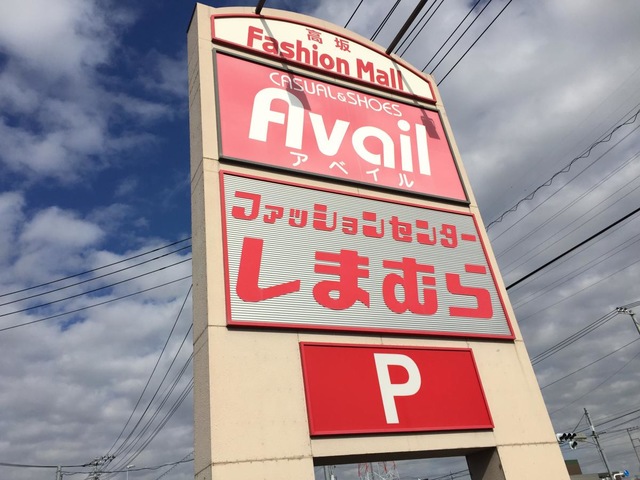 高坂
Fashion Mall
CASUAL&SHOES
Avail
アベイル
ファッションセンター
しまむら
P